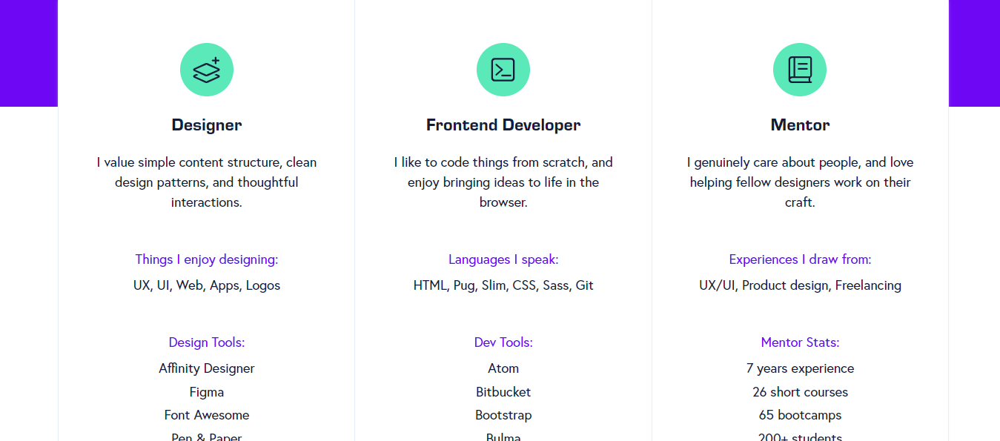 Designer
I value simple content structure, clean
design patterns, and thoughtful
interactions.
Things I enjoy designing:
UX, UI, Web, Apps, Logos
Design Tools:
Affinity Designer
Figma
Font Awesome
Pen & Paper
Frontend Developer
I like to code things from scratch, and
enjoy bringing ideas to life in the
browser.
Languages I speak:
HTML, Pug, Slim, CSS, Sass, Git
Dev Tools:
Atom
Bitbucket
Bootstrap
Bulma
Mentor
I genuinely care about people, and love
helping fellow designers work on their
craft.
Experiences I draw from:
UX/UI, Product design, Freelancing
Mentor Stats:
7 years experience
26 short courses
65 bootcamps
200+ students